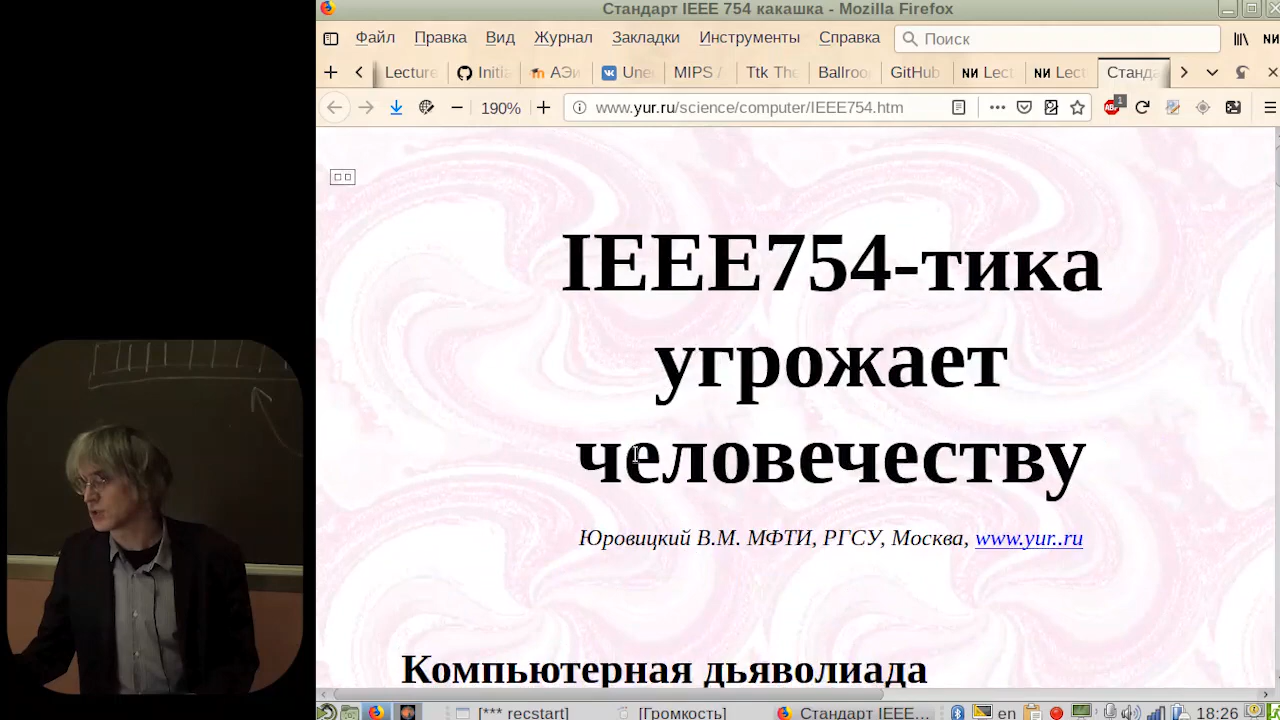 Стандарт IEEE 754 какашка - Mozilla Firefox
Файл Правка Вид Журнал Закладки Инструменты Справка Поиск
Lecture Initia АЭи Une MIPS / Ttk The Ballroo GitHub Lect Lect Станда
190% www.yur.ru/science/computer/IEEE754.htm ABP 1
IEEE754-тика
угрожает
человечеству
Юровицкий В.М. МФТИ, РГСУ, Москва, www.yur..ru
Компьютерная дьяволиада
[*** recstart] [Громкость] Стандарт IEEE… en 18:26